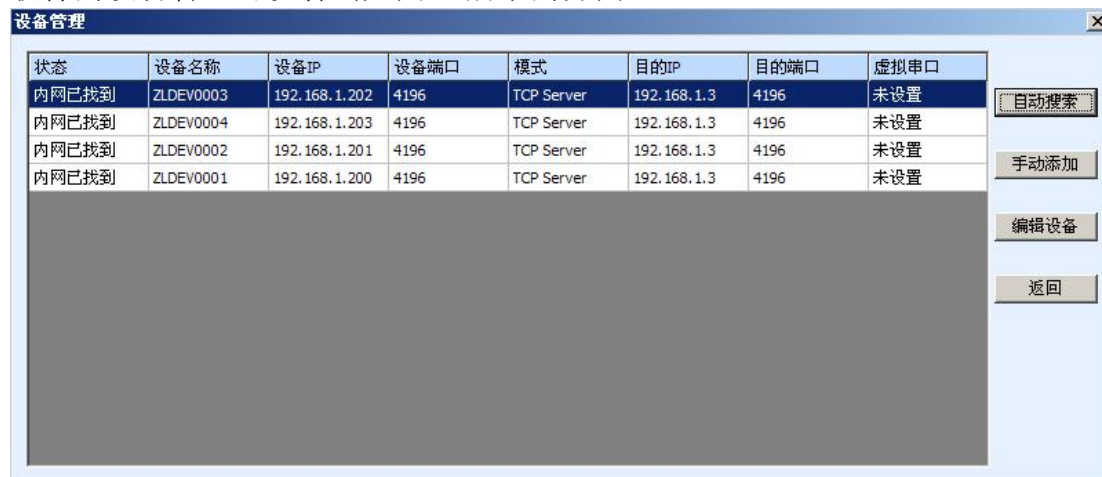 设备管理
状态 设备名称 设备IP 设备端口 模式 目的IP 目的端口 虚拟串口
内网已找到 ZLDEV0003 192.168.1.202 4196 TCP Server 192.168.1.3 4196 未设置
内网已找到 ZLDEV0004 192.168.1.203 4196 TCP Server 192.168.1.3 4196 未设置
内网已找到 ZLDEV0002 192.168.1.201 4196 TCP Server 192.168.1.3 4196 未设置
内网已找到 ZLDEV0001 192.168.1.200 4196 TCP Server 192.168.1.3 4196 未设置
自动搜索
手动添加
编辑设备
返回